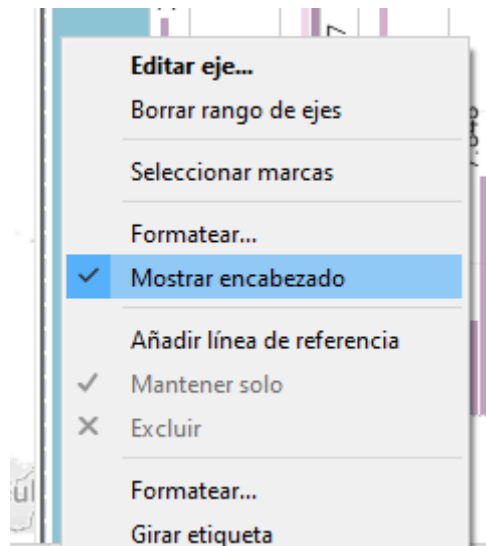 Editar eje...
Borrar rango de ejes
Seleccionar marcas
Formatear...
Mostrar encabezado
Añadir línea de referencia
Mantener solo
Excluir
Formatear...
Girar etiqueta